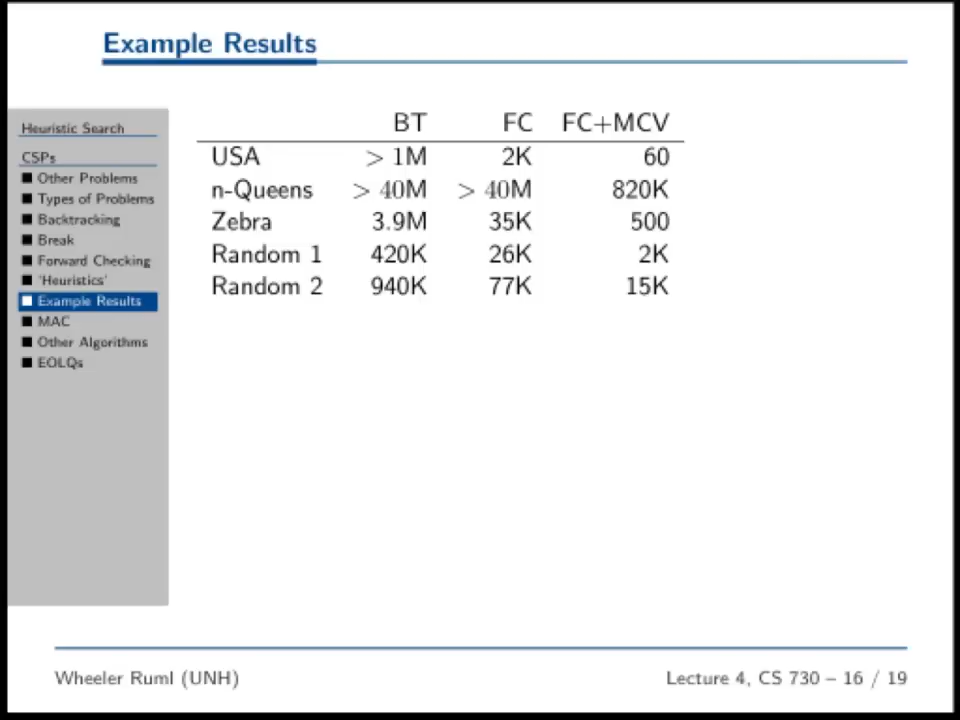 Example Results
Heuristic Search
CSPs
Other Problems
Types of Problems
Backtracking
Break
Forward Checking
'Heuristics'
Example Results
MAC
Other Algorithms
EOLQs
BT FC FC+MCV
USA > 1M 2K 60
n-Queens > 40M > 40M 820K
Zebra 3.9M 35K 500
Random 1 420K 26K 2K
Random 2 940K 77K 15K
Wheeler Ruml (UNH) Lecture 4, CS 730 – 16 / 19